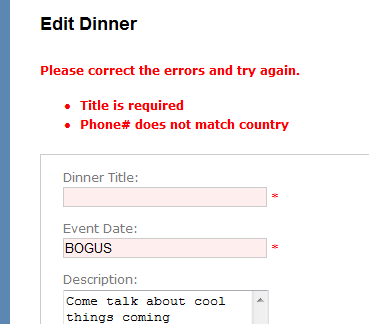 Edit Dinner
Please correct the errors and try again.
• Title is required
• Phone# does not match country
Dinner Title:
*
Event Date:
BOGUS *
Description:
Come talk about cool
things coming